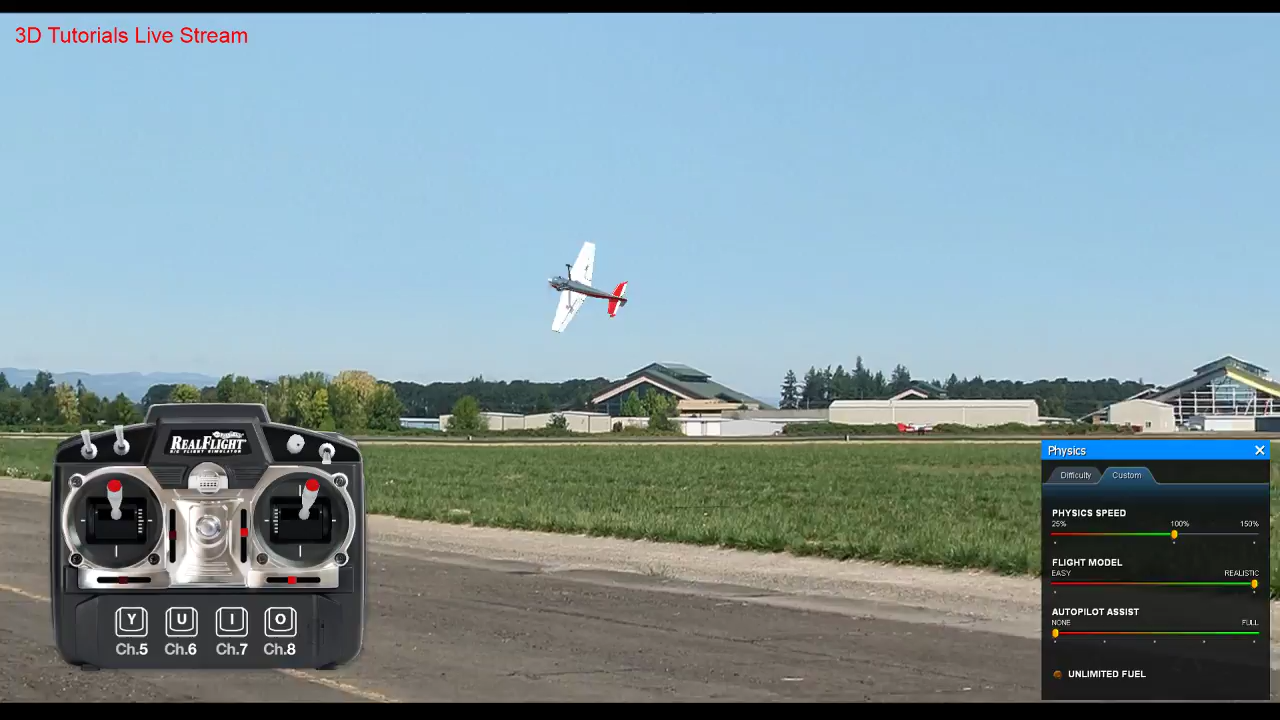 3D Tutorials Live Stream
REALFLIGHT
R/C FLIGHT SIMULATOR
Y U I O
Ch.5 Ch.6 Ch.7 Ch.8
Physics
Difficulty Custom
PHYSICS SPEED
25% 100% 150%
FLIGHT MODEL
EASY REALISTIC
AUTOPILOT ASSIST
NONE FULL
UNLIMITED FUEL